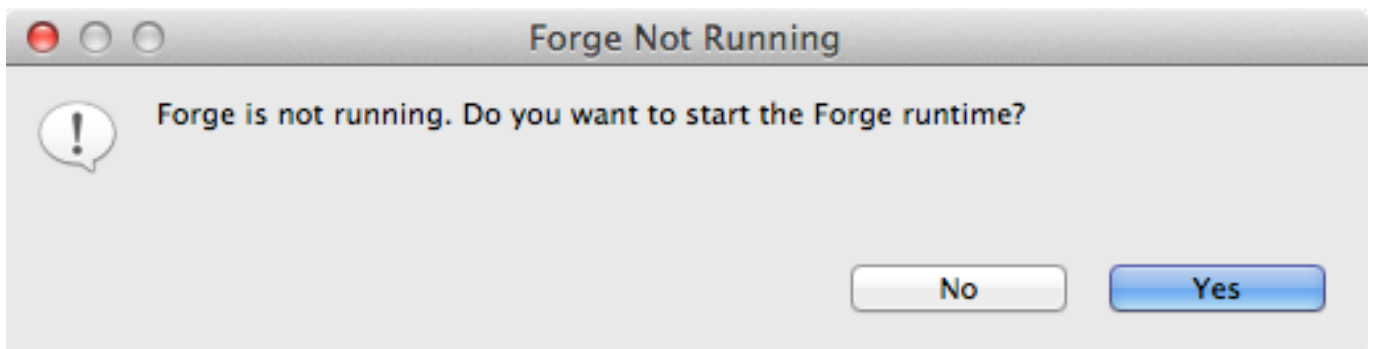 Forge Not Running
Forge is not running. Do you want to start the Forge runtime?
No
Yes